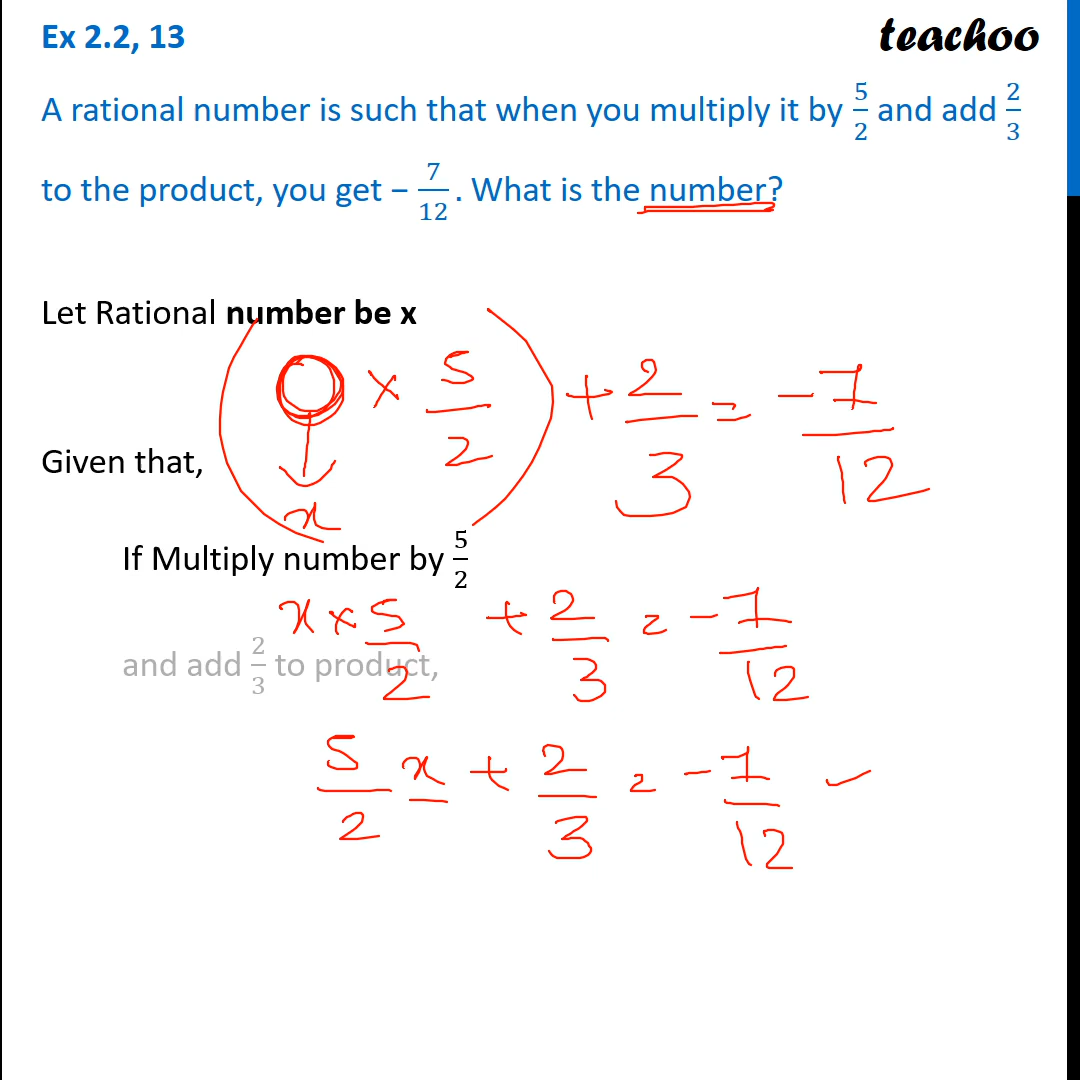 Ex 2.2, 13
teachoo
A rational number is such that when you multiply it by 5/2 and add 2/3
to the product, you get – 7/12 . What is the number?
Let Rational number be x
( × 5/2 ) + 2/3 = -7/12
Given that,
x
If Multiply number by 5/2
x × 5/2 + 2/3 = -7/12
and add 2/3 to product,
5/2 x + 2/3 = -7/12